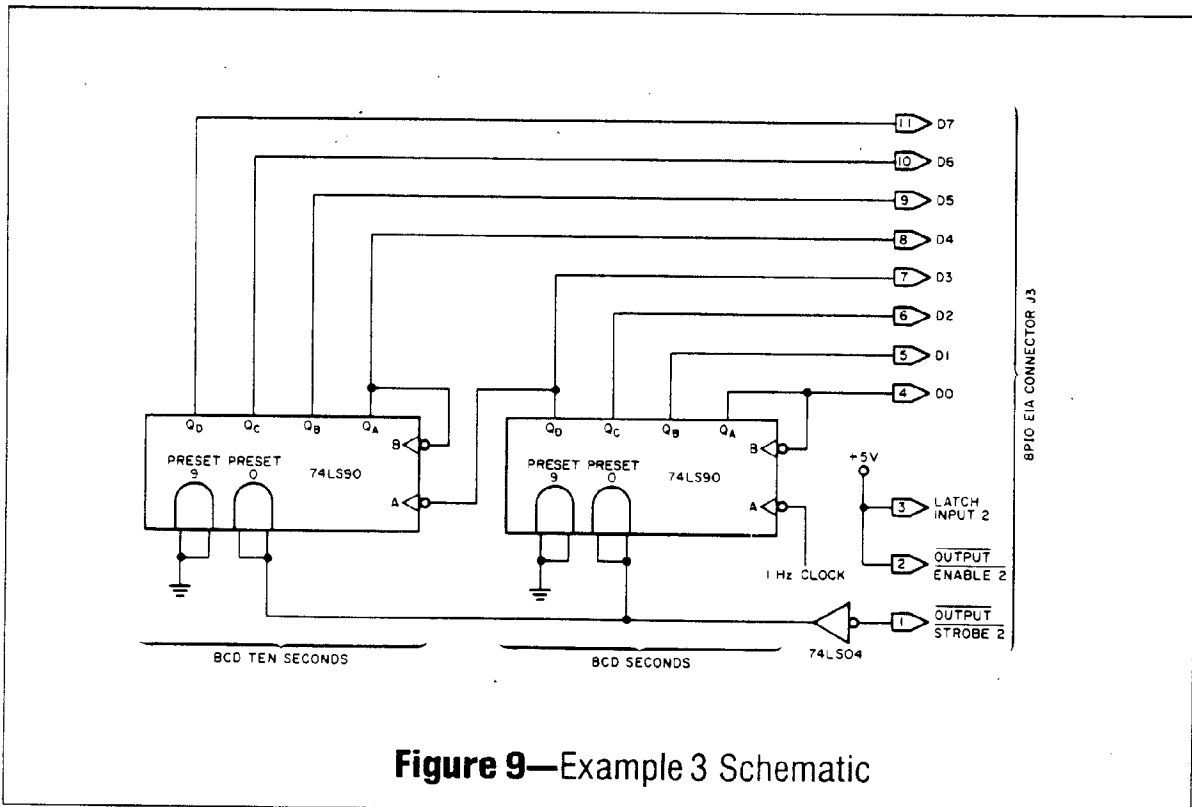 11 D7
10 D6
9 D5
8 D4
7 D3
6 D2
5 D1
4 D0
8PIO EIA CONNECTOR J3
QD QC QB QA
B
PRESET 9
PRESET 0
74LS90
A
QD QC QB QA
B
PRESET 9
PRESET 0
74LS90
A
+5V
3 LATCH
INPUT 2
2 OUTPUT
ENABLE 2
1 Hz CLOCK
1 OUTPUT
STROBE 2
74LS04
BCD TEN SECONDS
BCD SECONDS
Figure 9—Example 3 Schematic